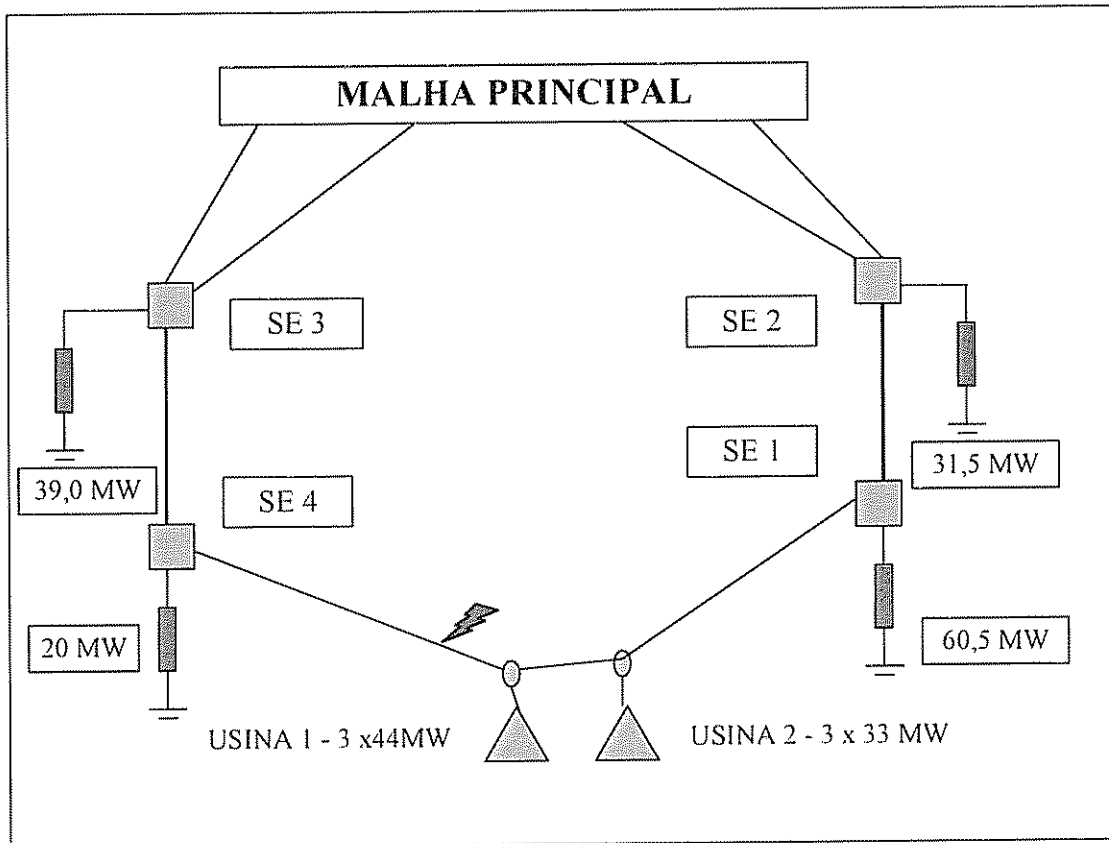 MALHA PRINCIPAL
SE 3
SE 2
SE 1
39,0 MW
31,5 MW
SE 4
20 MW
60,5 MW
USINA 1 - 3 x44MW
USINA 2 - 3 x 33 MW